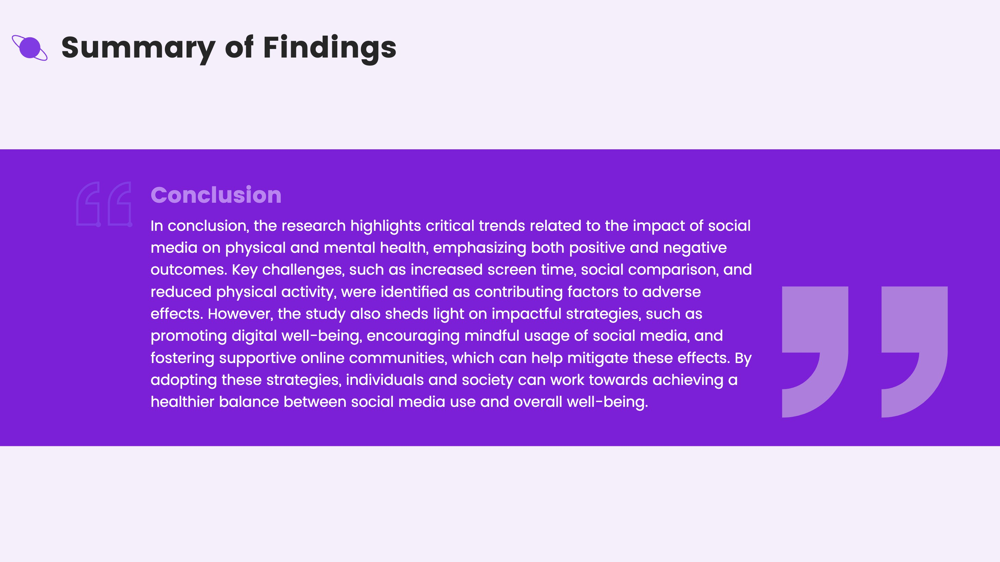 Summary of Findings
Conclusion
In conclusion, the research highlights critical trends related to the impact of social
media on physical and mental health, emphasizing both positive and negative
outcomes. Key challenges, such as increased screen time, social comparison, and
reduced physical activity, were identified as contributing factors to adverse
effects. However, the study also sheds light on impactful strategies, such as
promoting digital well-being, encouraging mindful usage of social media, and
fostering supportive online communities, which can help mitigate these effects. By
adopting these strategies, individuals and society can work towards achieving a
healthier balance between social media use and overall well-being.